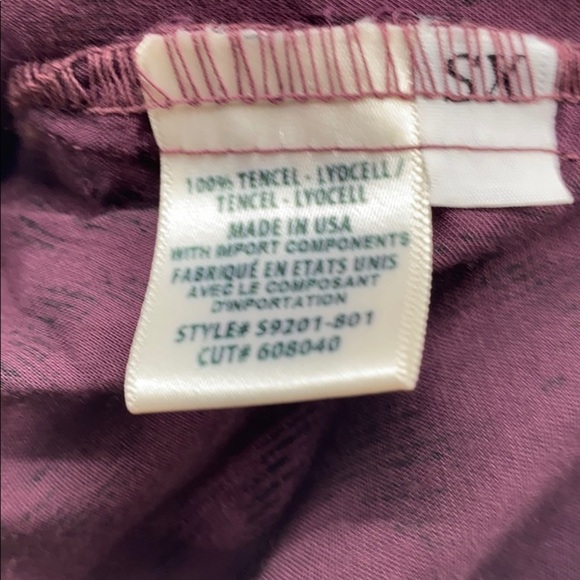 XS
100% TENCEL - LYOCELL /
TENCEL - LYOCELL
MADE IN USA
WITH IMPORT COMPONENTS
FABRIQUÉ EN ETATS UNIS
AVEC LE COMPOSANT
D'IMPORTATION
STYLE# S9201-801
CUT# 608040